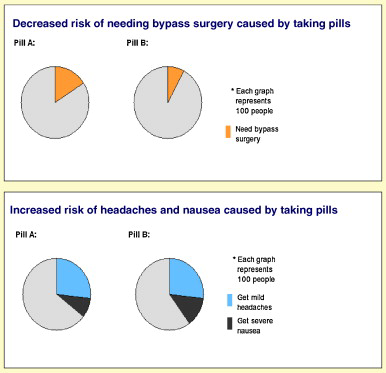 Decreased risk of needing bypass surgery caused by taking pills
Pill A:
Pill B:
* Each graph
represents
100 people
Need bypass
surgery
Increased risk of headaches and nausea caused by taking pills
Pill A:
Pill B:
* Each graph
represents
100 people
Get mild
headaches
Get severe
nausea